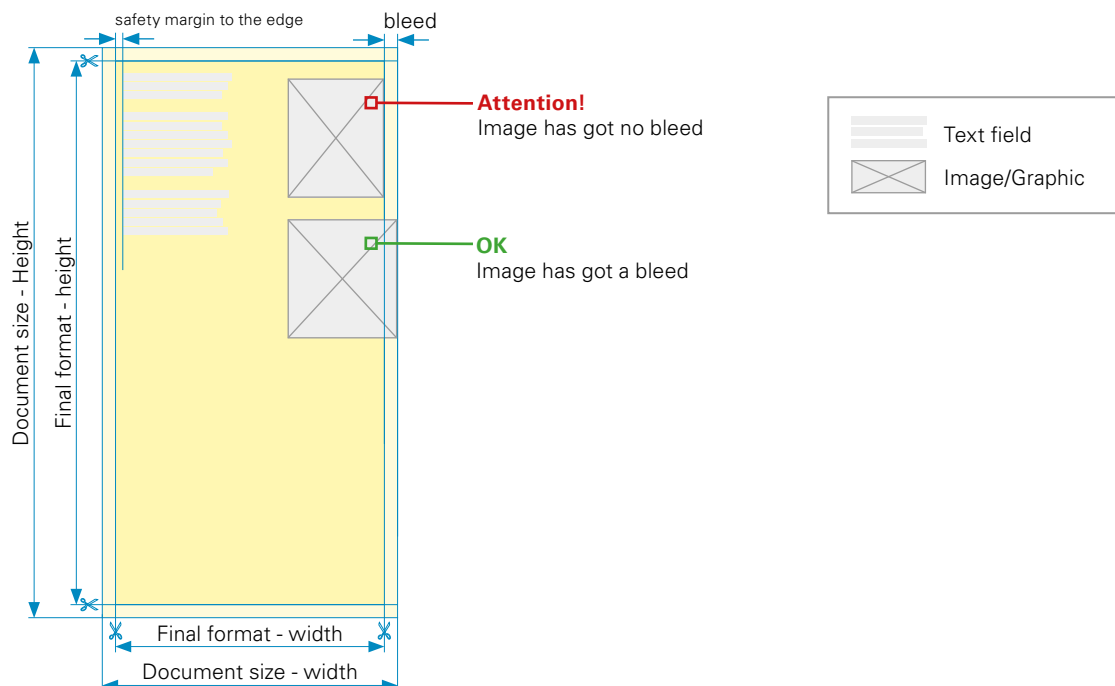 safety margin to the edge
bleed
Attention!
Image has got no bleed
OK
Image has got a bleed
Text field
Image/Graphic
Document size - Height
Final format - height
Final format - width
Document size - width